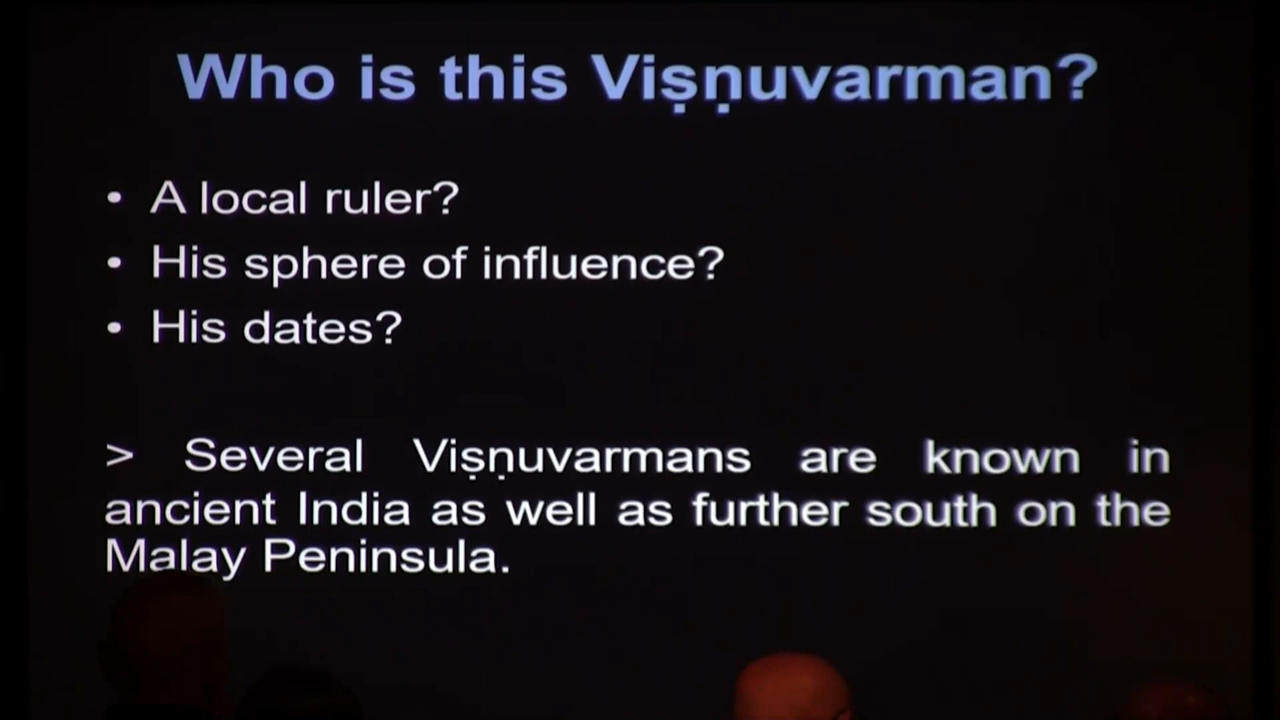 Who is this Viṣṇuvarman?
• A local ruler?
• His sphere of influence?
• His dates?
> Several Viṣṇuvarmans are known in
ancient India as well as further south on the
Malay Peninsula.